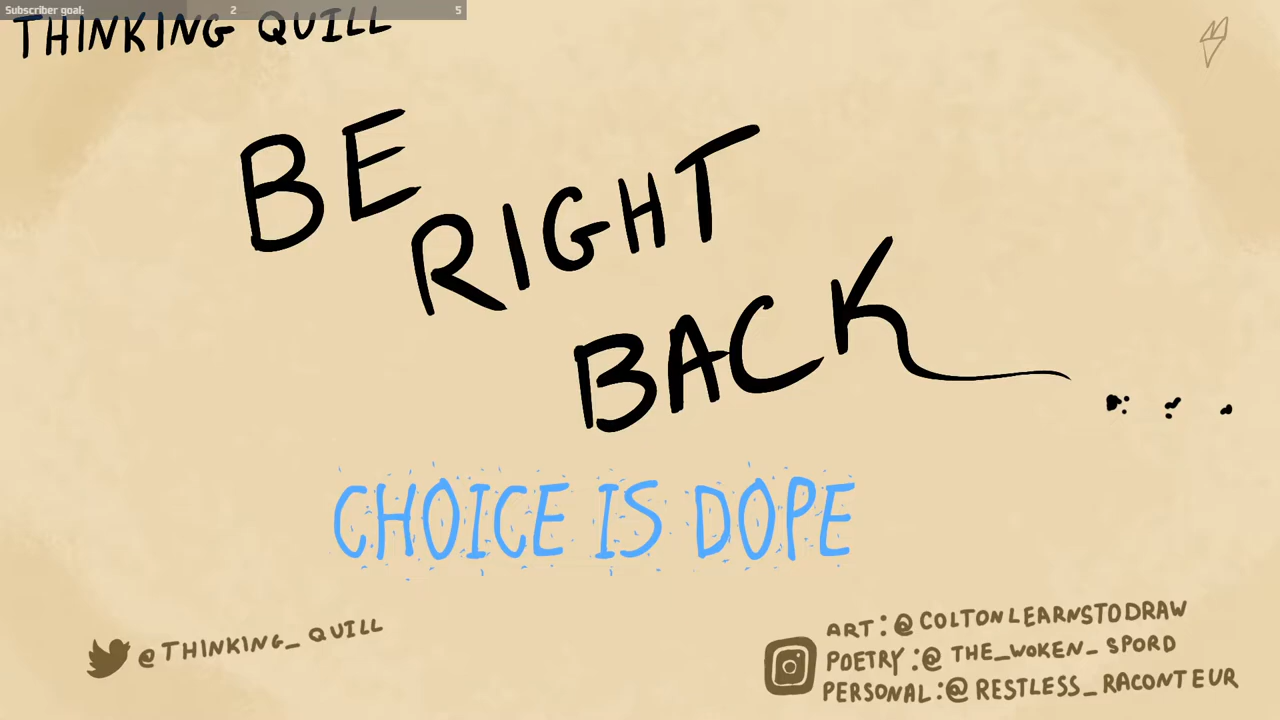 Subscriber goal: 2 5
THINKING QUILL
BE
RIGHT
BACK...
CHOICE IS DOPE
@THINKING_QUILL
ART:@COLTONLEARNSTODRAW
POETRY:@THE_WOKEN_SPORD
PERSONAL:@RESTLESS_RACONTEUR